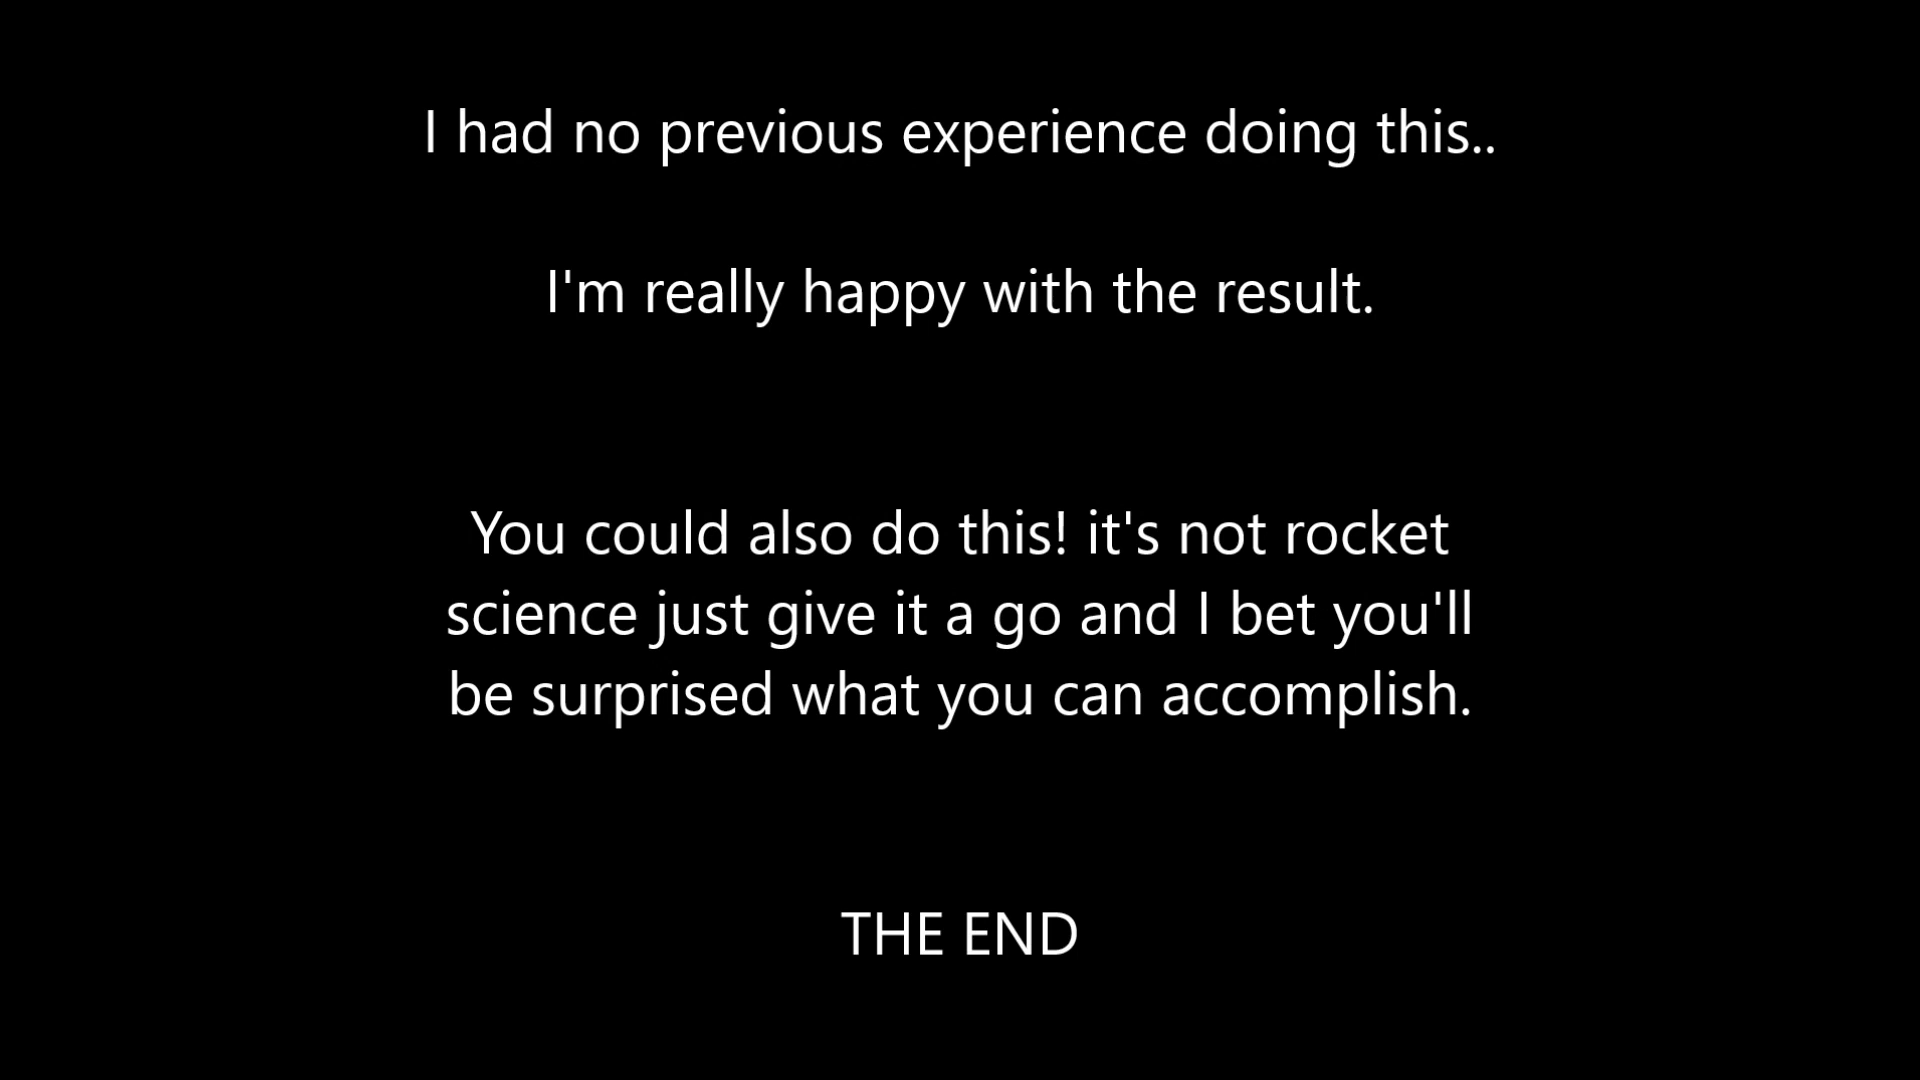 I had no previous experience doing this..
I'm really happy with the result.
You could also do this! it's not rocket
science just give it a go and I bet you'll
be surprised what you can accomplish.
THE END